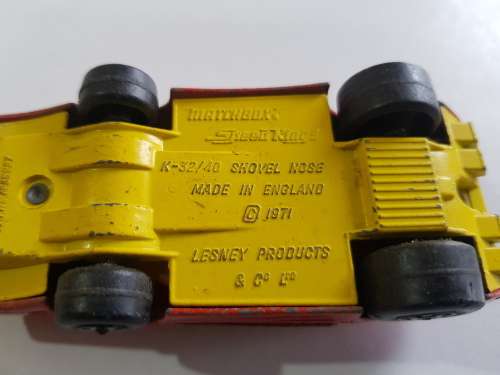 MATCHBOX
Speed Kings
K-32/40 SHOVEL NOSE
MADE IN ENGLAND
© 1971
LESNEY PRODUCTS
& Co LTD